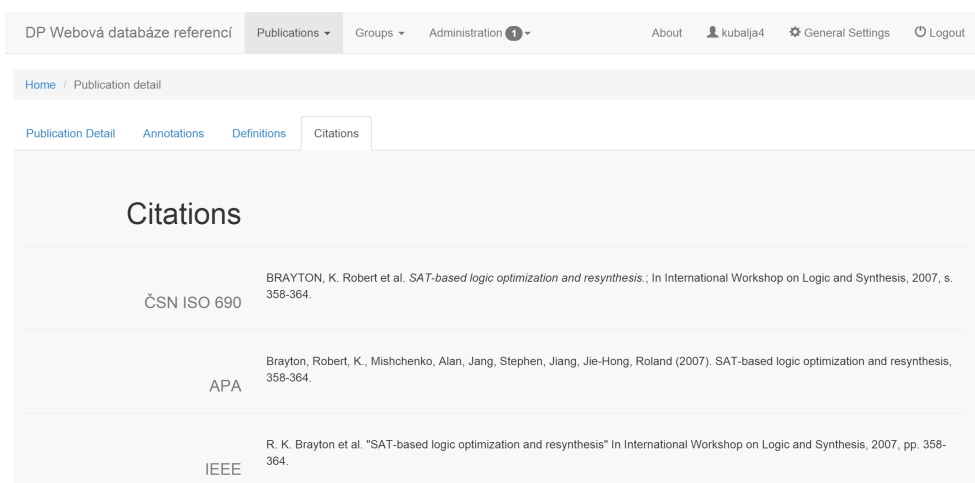 DP Webová databáze referencí Publications Groups Administration 1 About kubalja4 General Settings Logout
Home / Publication detail
Publication Detail Annotations Definitions Citations
Citations
BRAYTON, K. Robert et al. SAT-based logic optimization and resynthesis.; In International Workshop on Logic and Synthesis, 2007, s.
358-364.
ČSN ISO 690
Brayton, Robert, K., Mishchenko, Alan, Jang, Stephen, Jiang, Jie-Hong, Roland (2007). SAT-based logic optimization and resynthesis,
358-364.
APA
R. K. Brayton et al. "SAT-based logic optimization and resynthesis" In International Workshop on Logic and Synthesis, 2007, pp. 358-
364.
IEEE